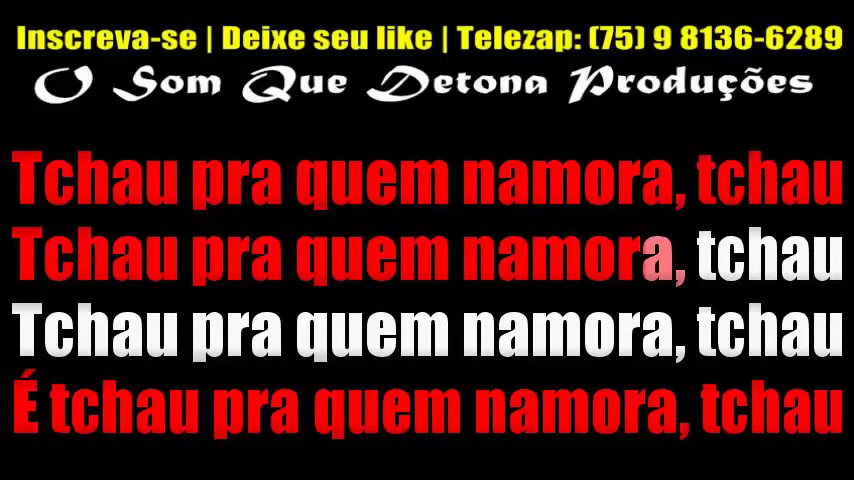 Inscreva-se | Deixe seu like | Telezap: (75) 9 8136-6289
O Som Que Detona Produções
Tchau pra quem namora, tchau
Tchau pra quem namora, tchau
Tchau pra quem namora, tchau
É tchau pra quem namora, tchau